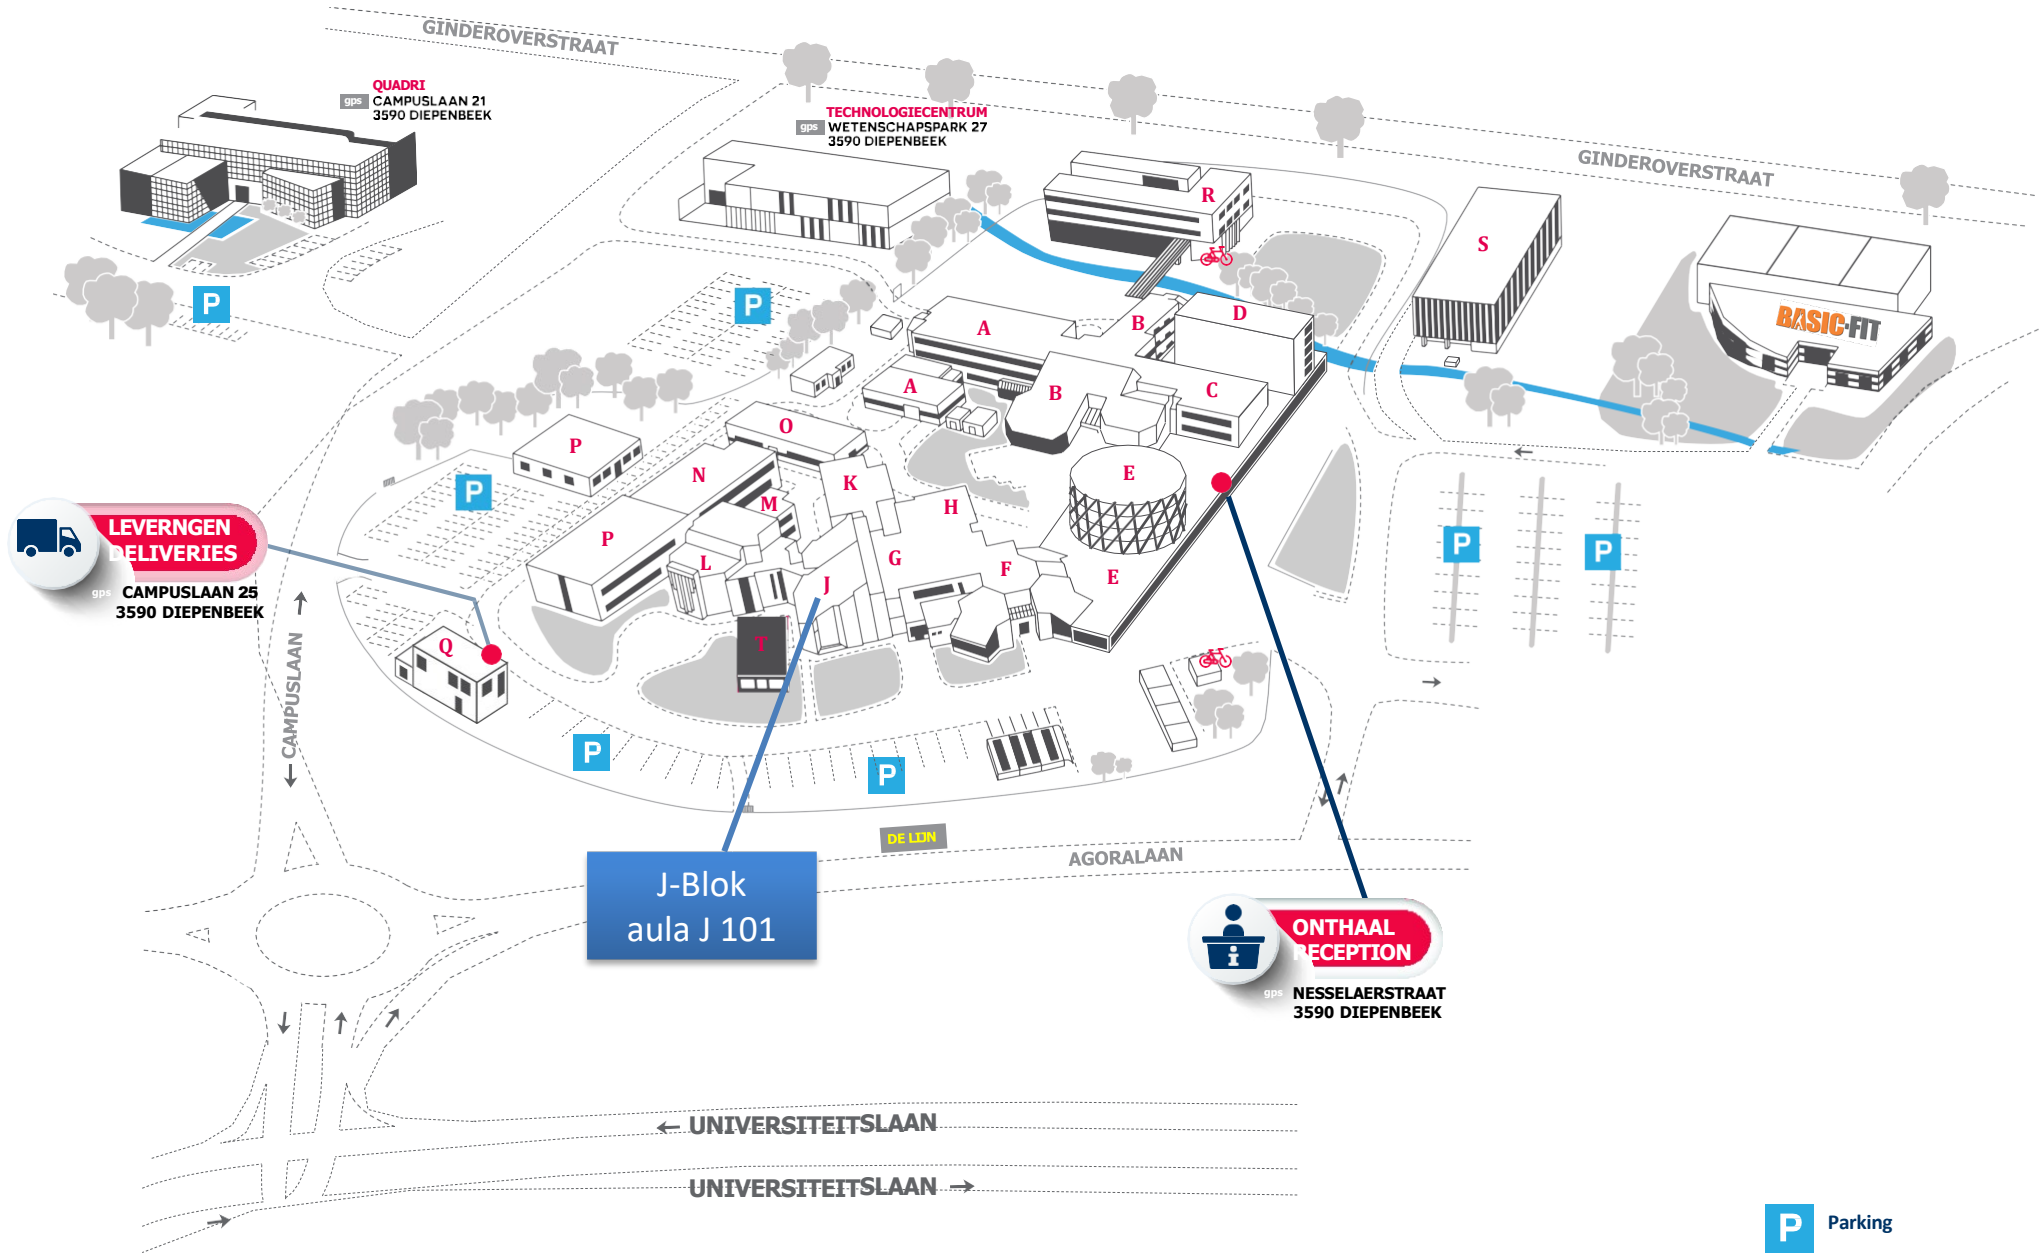 GINDEROVERSTRAAT
QUADRI
gps CAMPUSLAAN 21
3590 DIEPENBEEK
TECHNOLOGIECENTRUM
gps WETENSCHAPSPARK 27
3590 DIEPENBEEK
GINDEROVERSTRAAT
R
S
P
P
A
B
D
BASIC-FIT
A
B
C
O
P
N
K
E
P
M
H
LEVERNGEN
DELIVERIES
gps CAMPUSLAAN 25
3590 DIEPENBEEK
P
L
G
J
F
E
P
P
Q
T
CAMPUSLAAN
P
P
DE LIJN
AGORALAAN
J-Blok
aula J 101
ONTHAAL
RECEPTION
gps NESSELAERSTRAAT
3590 DIEPENBEEK
UNIVERSITEITSLAAN
UNIVERSITEITSLAAN
P Parking